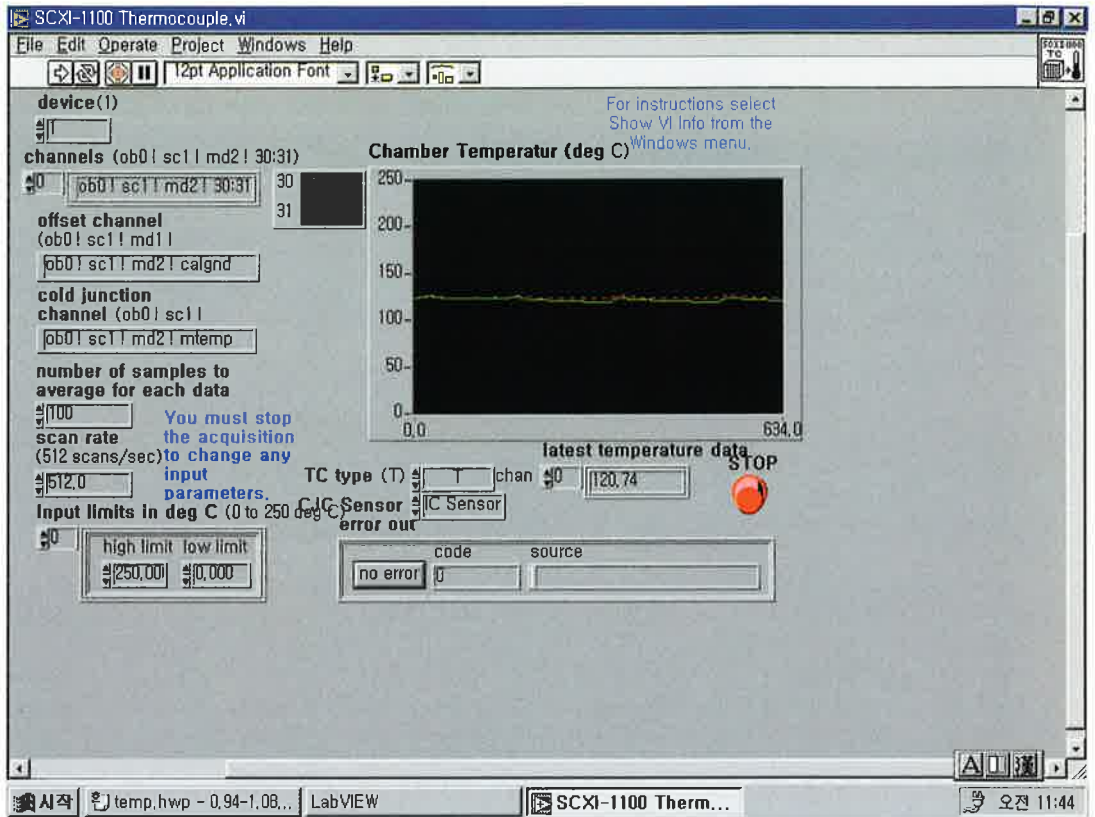 SCXI-1100 Thermocouple.vi
File Edit Operate Project Windows Help
12pt Application Font
SCXI 1100
TC
device(1)
1
For instructions select
Show VI Info from the
Windows menu.
channels (ob0 ! sc1 ! md2 ! 30:31)
0
ob0 ! sc1 ! md2 ! 30:31
30
31
Chamber Temperatur (deg C)
250
200
150
100
50
0
0,0
634,0
offset channel
(ob0 ! sc1 ! md1 !
ob0 ! sc1 ! md2 ! calgnd
cold junction
channel (ob0 ! sc1 !
ob0 ! sc1 ! md2 ! mtemp
number of samples to
average for each data
100
scan rate
(512 scans/sec)
512,0
You must stop
the acquisition
to change any
input
parameters.
latest temperature data
STOP
TC type (T)
T
chan
0
120,74
CJC Sensor
IC Sensor
Input limits in deg C (0 to 250 deg C)
0
high limit low limit
250,00 0,000
error out
code source
no error
0
A 漢
시작
temp.hwp - 0.94-1.08...
LabVIEW
SCXI-1100 Therm...
오전 11:44